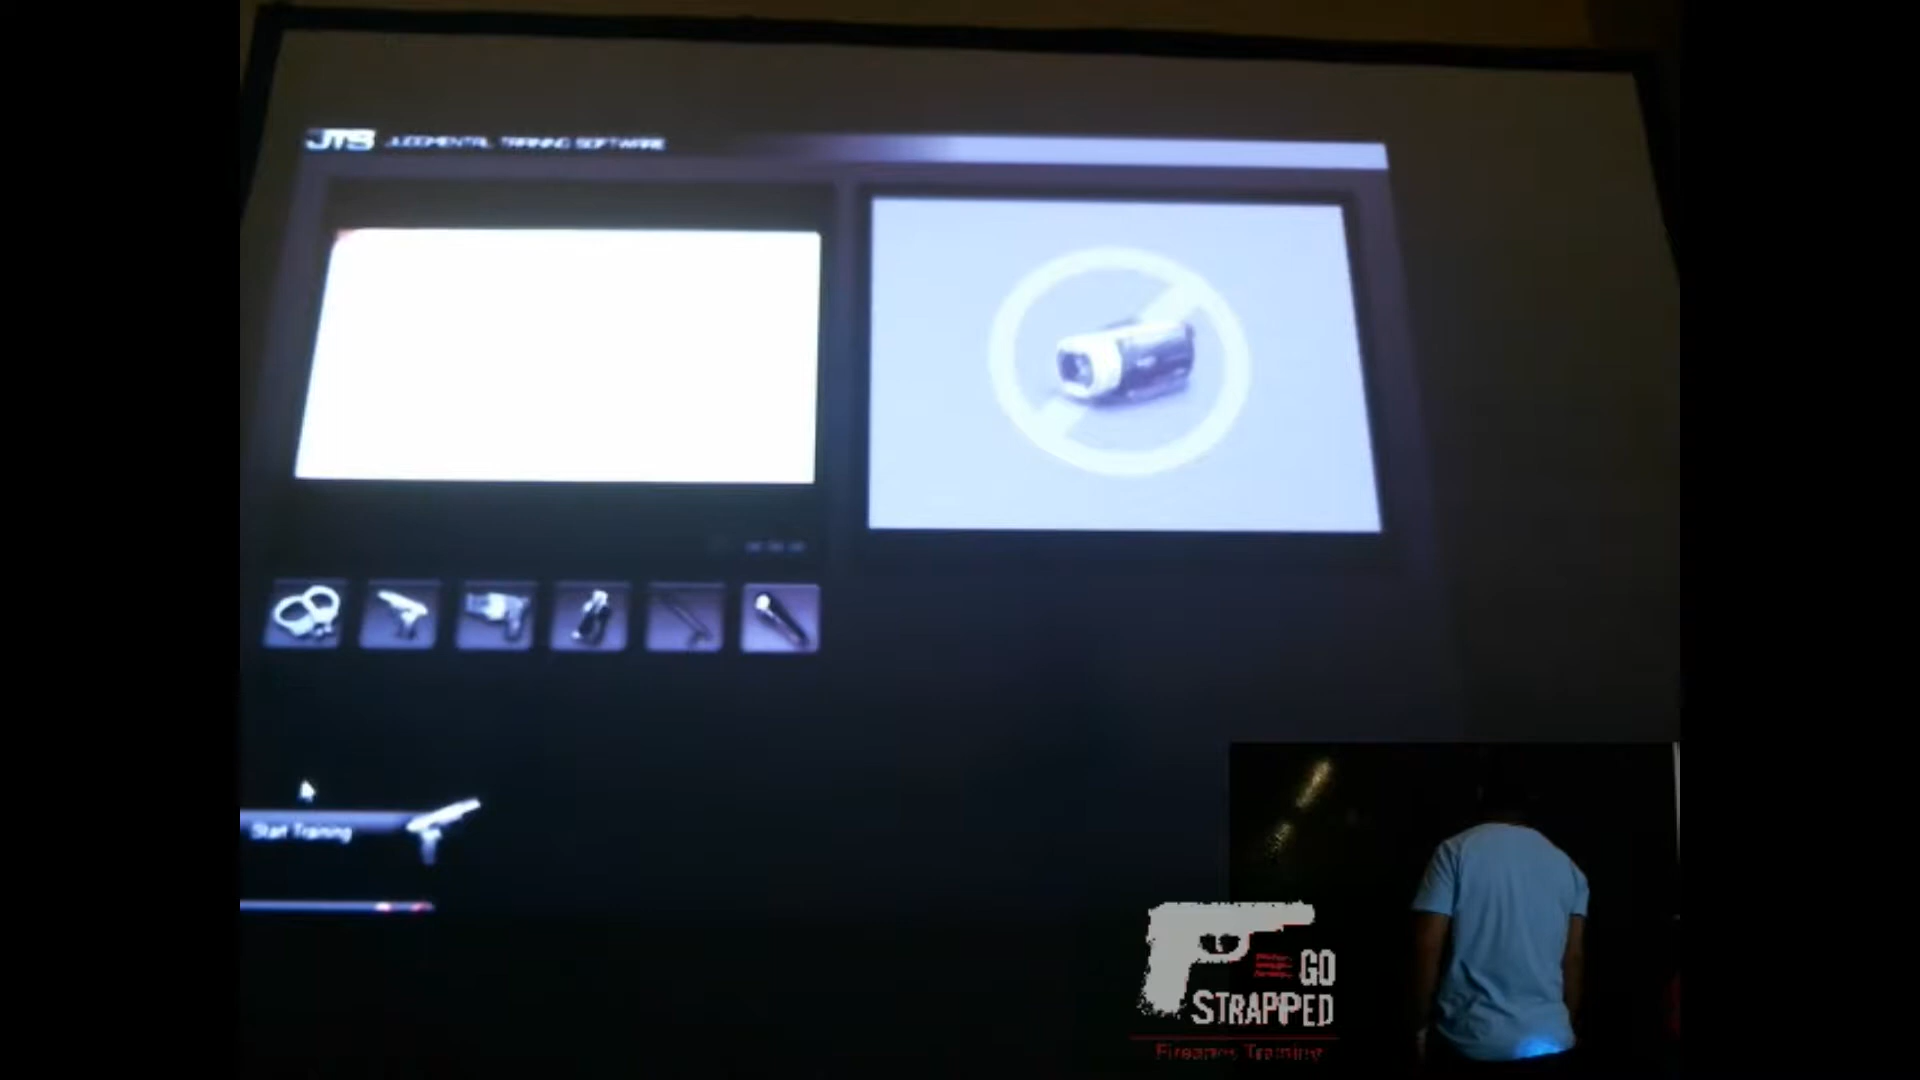 JTS JUDGMENTAL TRAINING SOFTWARE
Start Training
GO
STRAPPED
Firearms Training